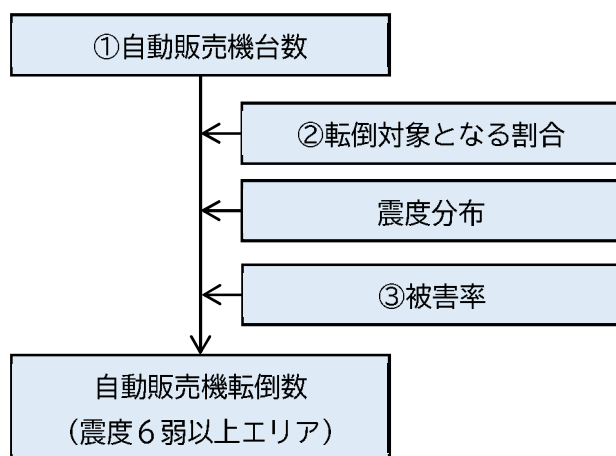 ①自動販売機台数
②転倒対象となる割合
震度分布
③被害率
自動販売機転倒数
（震度６弱以上エリア）